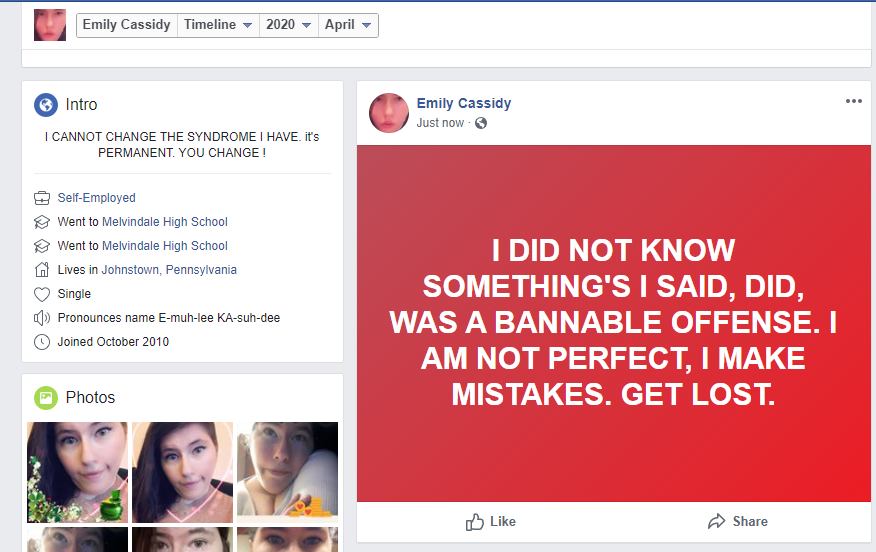 Emily Cassidy Timeline 2020 April
Intro
I CANNOT CHANGE THE SYNDROME I HAVE. it's
PERMANENT. YOU CHANGE !
Self-Employed
Went to Melvindale High School
Went to Melvindale High School
Lives in Johnstown, Pennsylvania
Single
Pronounces name E-muh-lee KA-suh-dee
Joined October 2010
Photos
Emily Cassidy
Just now ·
I DID NOT KNOW
SOMETHING'S I SAID, DID,
WAS A BANNABLE OFFENSE. I
AM NOT PERFECT, I MAKE
MISTAKES. GET LOST.
Like Share